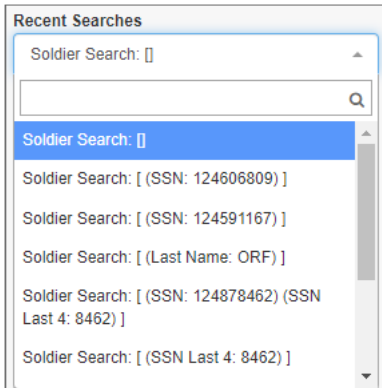 Recent Searches
Soldier Search: []
Soldier Search: []
Soldier Search: [ (SSN: 124606809) ]
Soldier Search: [ (SSN: 124591167) ]
Soldier Search: [ (Last Name: ORF) ]
Soldier Search: [ (SSN: 124878462) (SSN
Last 4: 8462) ]
Soldier Search: [ (SSN Last 4: 8462) ]